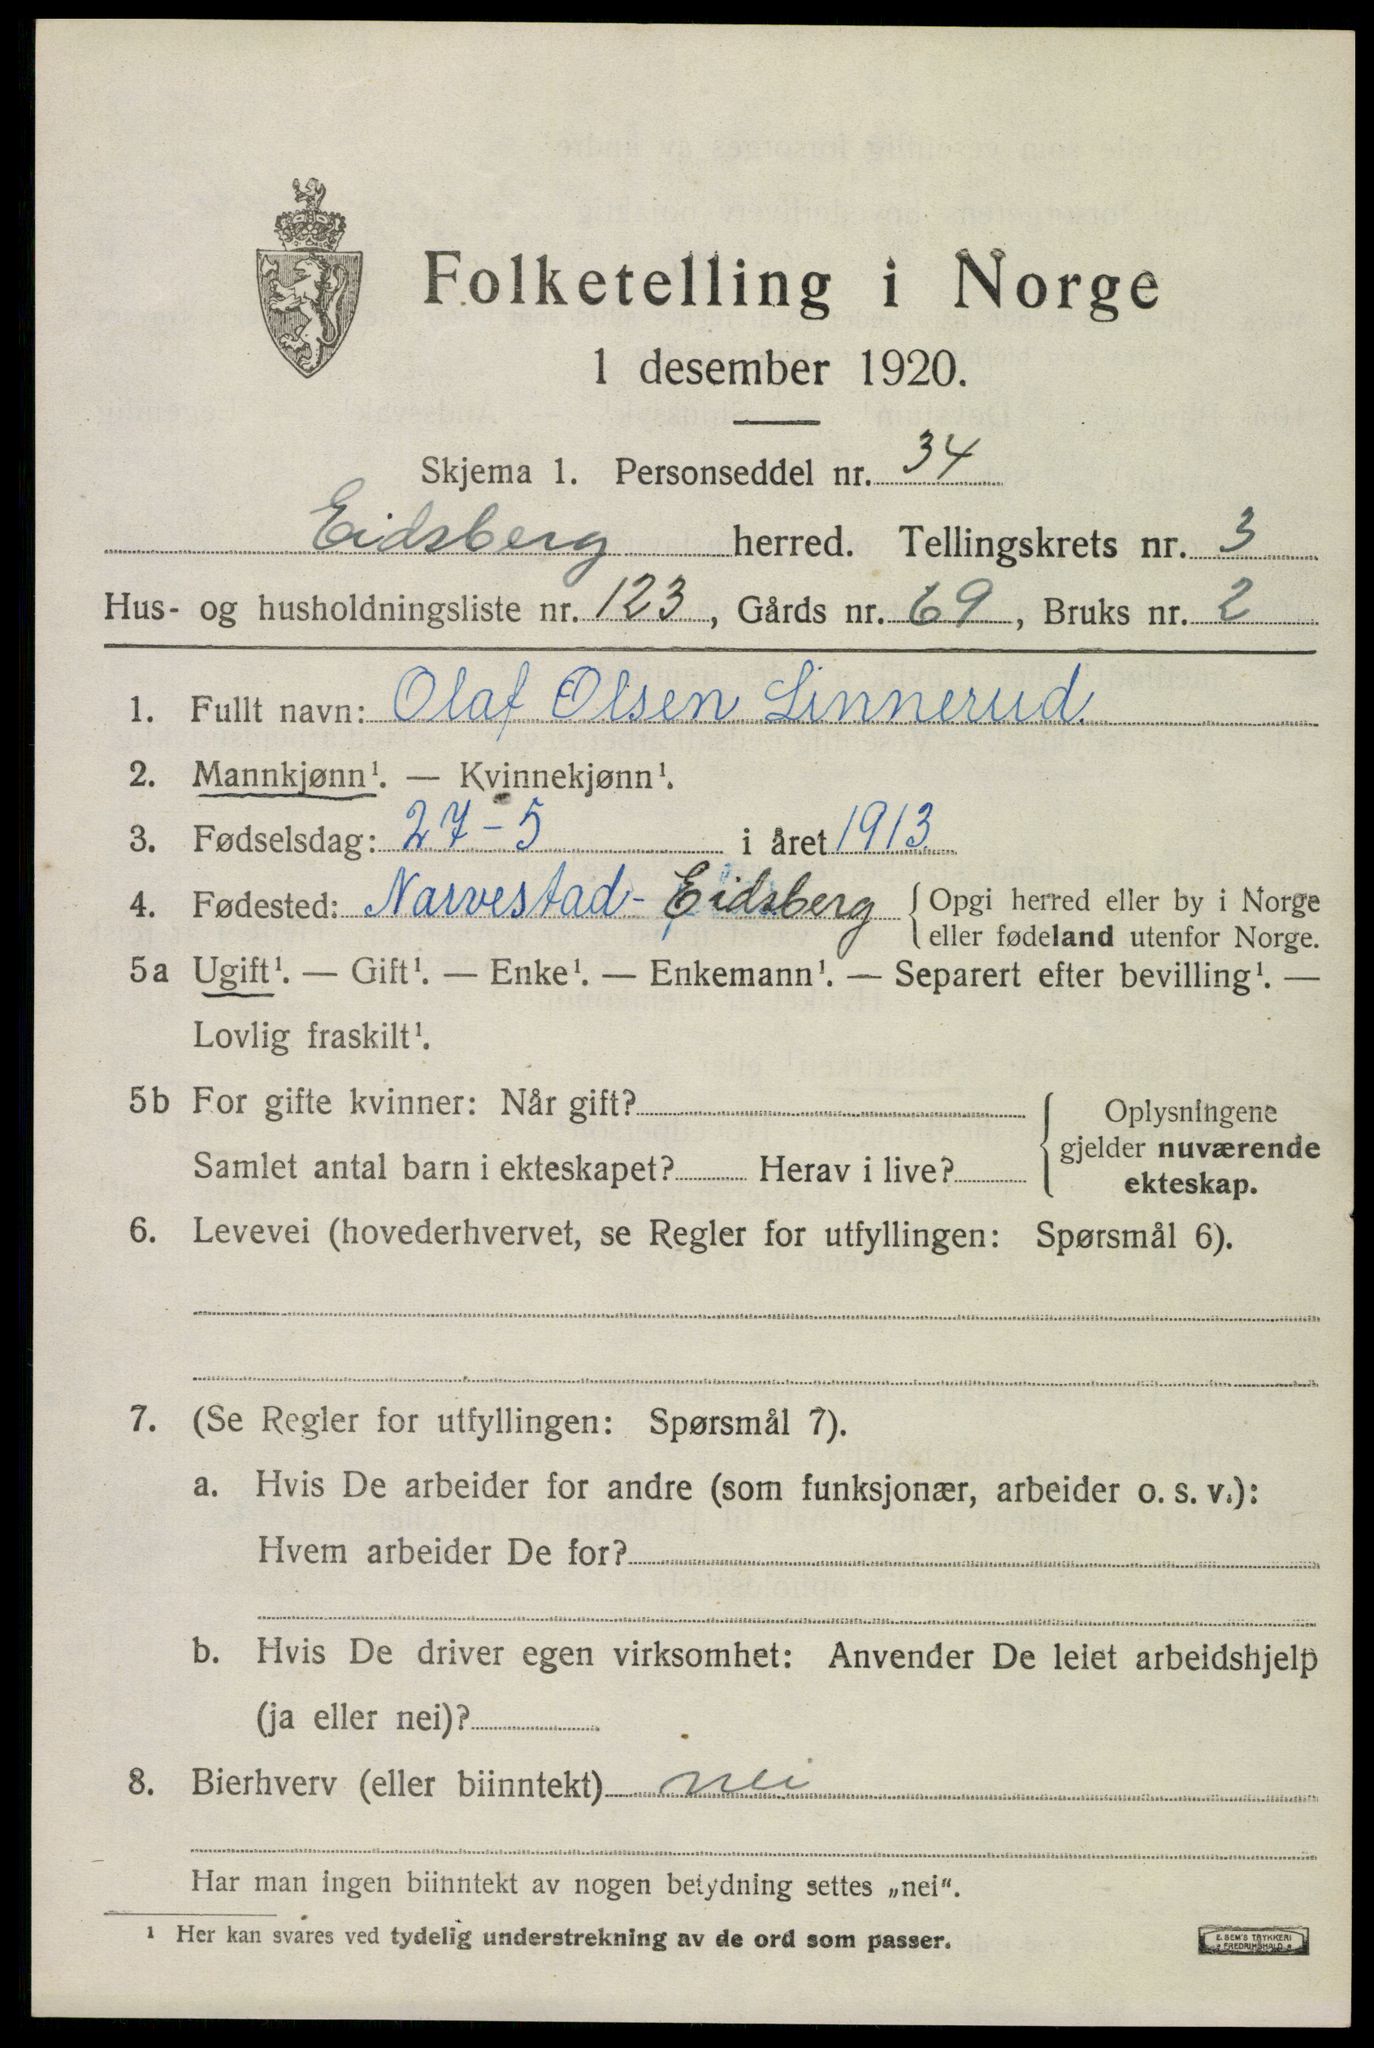 Folketelling i Norge
1 desember 1920.
Skjema 1. Personseddel nr. 34
Eidsberg herred. Tellingskrets nr. 3
Hus- og husholdningsliste nr. 123, Gårds nr. 69, Bruks nr. 2
1. Fullt navn: Olaf Olsen Linnerud
2. Mannkjønn¹. — Kvinnekjønn¹.
3. Fødselsdag: 27-5 i året 1913
4. Fødested: Narvestad - Eidsberg { Opgi herred eller by i Norge
eller fødeland utenfor Norge.
5a Ugift¹. — Gift¹. — Enke¹. — Enkemann¹. — Separert efter bevilling¹. —
Lovlig fraskilt¹.
5b For gifte kvinner: Når gift?
Samlet antal barn i ekteskapet? Herav i live?
Oplysningene
gjelder nuværende
ekteskap.
6. Levevei (hovederhvervet, se Regler for utfyllingen: Spørsmål 6).
7. (Se Regler for utfyllingen: Spørsmål 7).
a. Hvis De arbeider for andre (som funksjonær, arbeider o. s. v.):
Hvem arbeider De for?
b. Hvis De driver egen virksomhet: Anvender De leiet arbeidshjelp
(ja eller nei)?
8. Bierhverv (eller biinntekt) nei
Har man ingen biinntekt av nogen betydning settes „nei“.
¹ Her kan svares ved tydelig understrekning av de ord som passer.
E. SEM'S TRYKKERI
FREDRIKSHALD